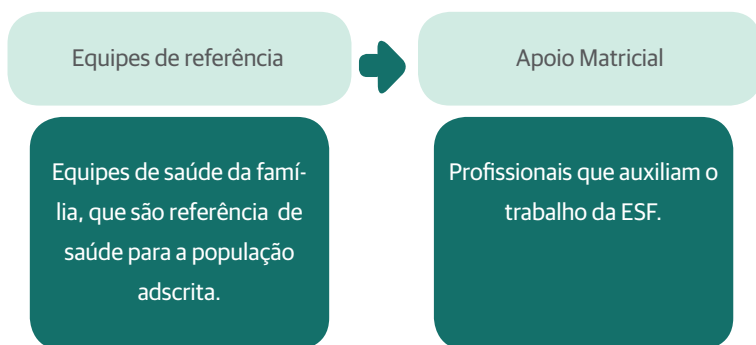 Equipes de referência
Apoio Matricial
Equipes de saúde da famí-
lia, que são referência de
saúde para a população
adscrita.
Profissionais que auxiliam o
trabalho da ESF.